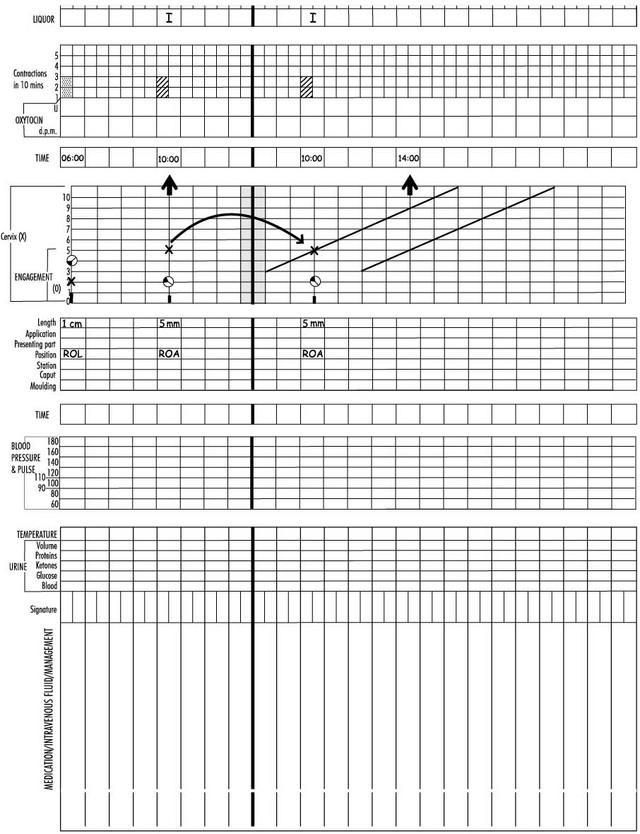 LIQUOR I I
5
4
Contractions 3
in 10 mins 2
1
U
OXYTOCIN
d.p.m.
TIME 06:00 10:00 10:00 14:00
10
9
8
7
Cervix (X) 6
5
4
ENGAGEMENT 3
(O) 2
1
0
Length 1 cm 5 mm 5 mm
Application
Presenting part
Position ROL ROA ROA
Station
Caput
Moulding
TIME
BLOOD 180
PRESSURE 160
& PULSE 140
120
110 100
90 80
60
TEMPERATURE
Volume
Proteins
URINE Ketones
Glucose
Blood
Signature
MEDICATION/INTRAVENOUS FLUID/MANAGEMENT